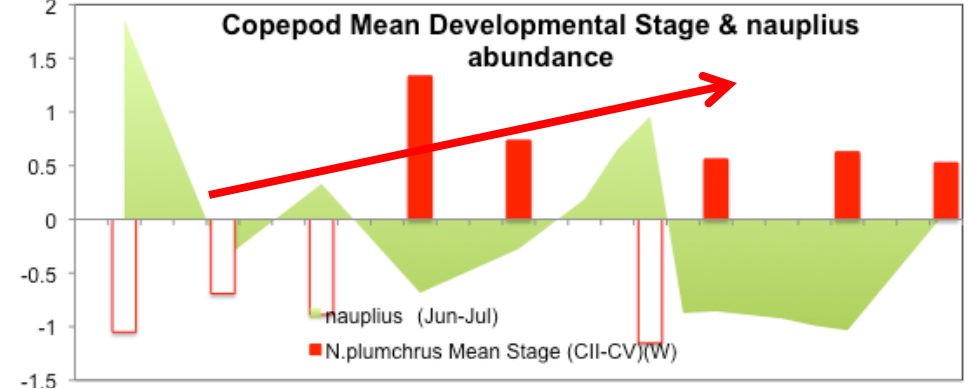 Copepod Mean Developmental Stage & nauplius
abundance
2
1.5
1
0.5
0
-0.5
-1
-1.5
nauplius (Jun-Jul)
N.plumchrus Mean Stage (CII-CV)(W)